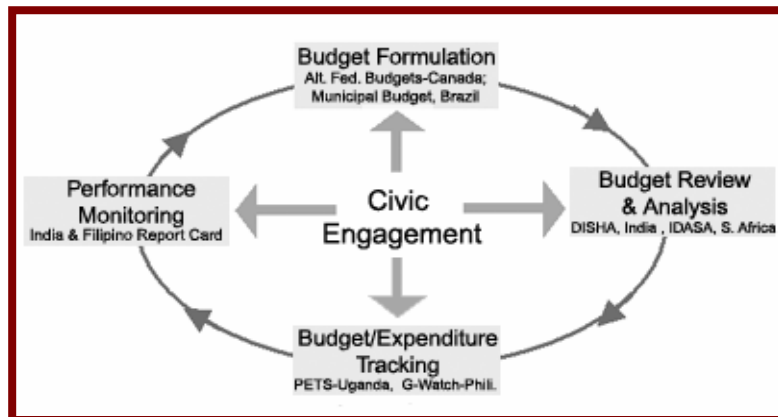 Budget Formulation
Alt. Fed. Budgets-Canada;
Municipal Budget, Brazil
Performance
Monitoring
India & Filipino Report Card
Civic
Engagement
Budget Review
& Analysis
DISHA, India , IDASA, S. Africa
Budget/Expenditure
Tracking
PETS-Uganda, G-Watch-Phili.